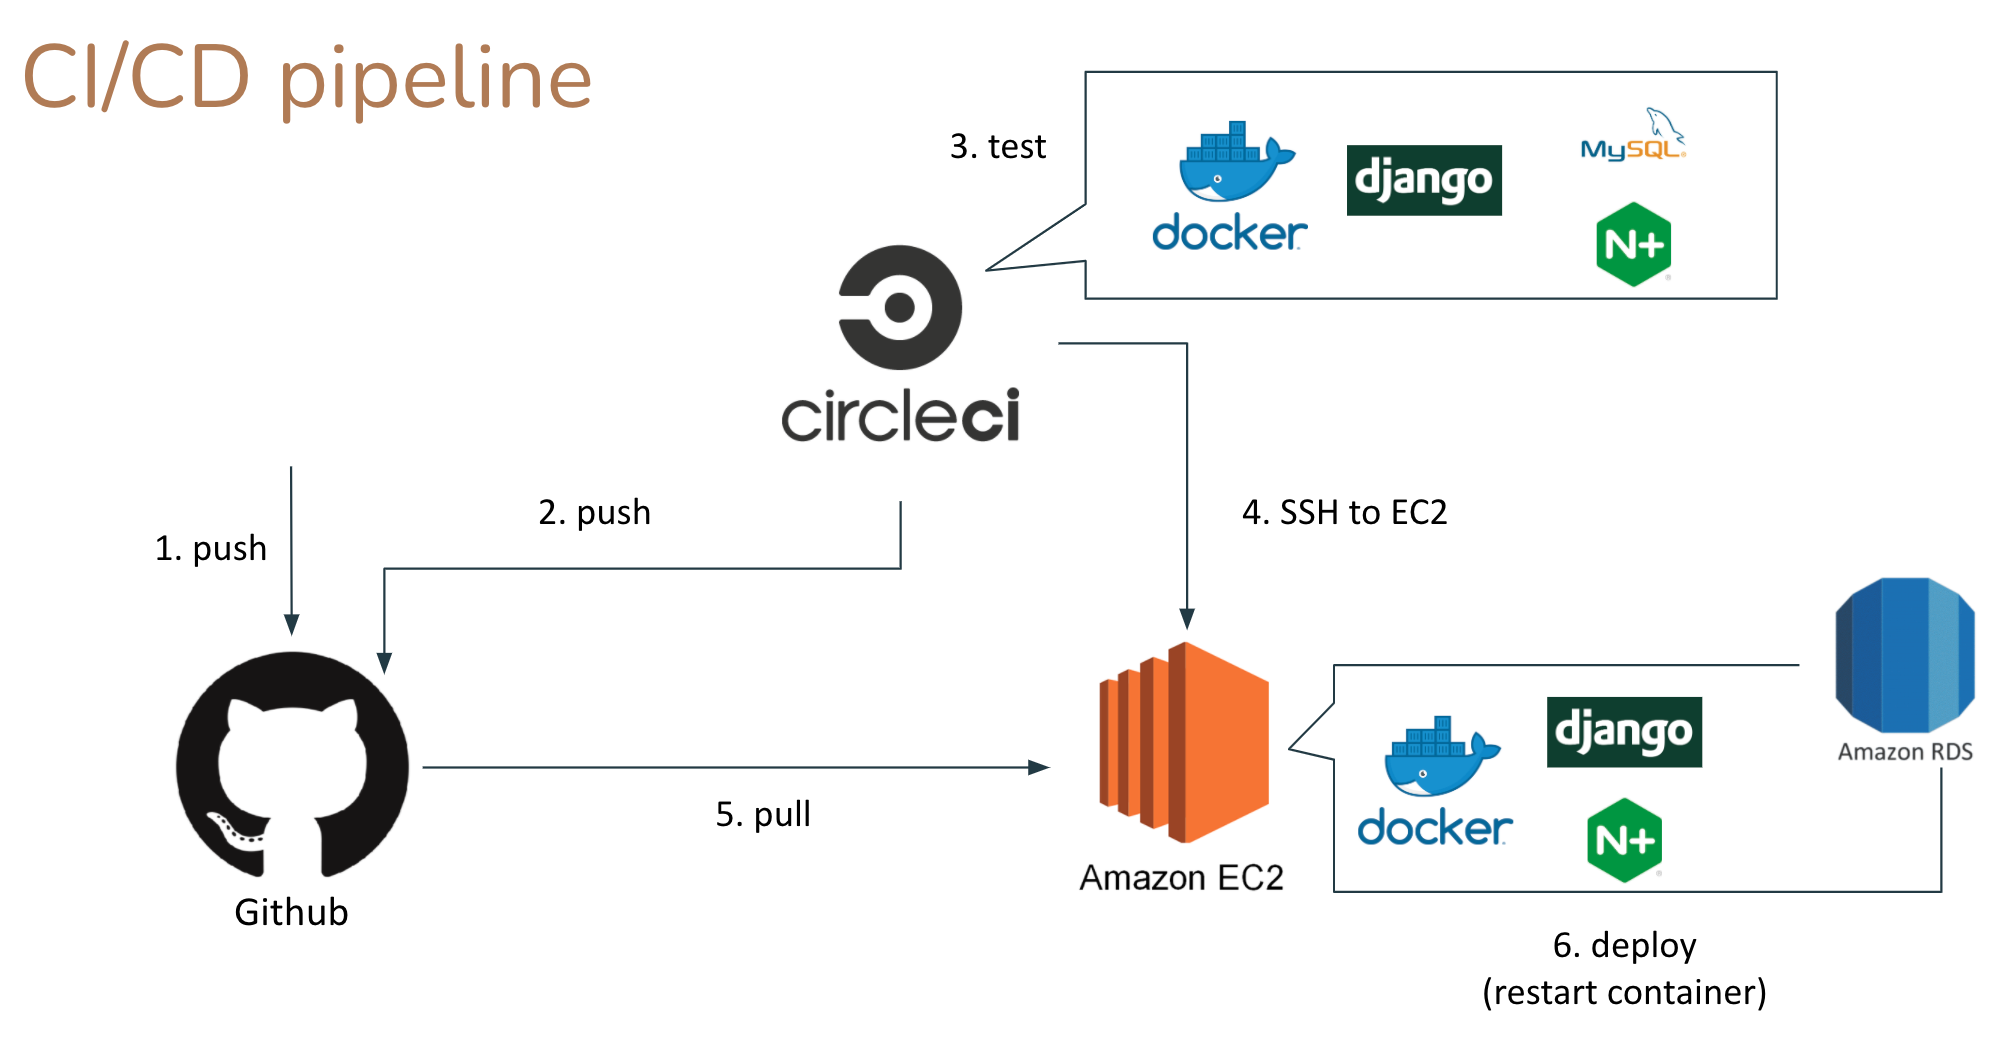 CI/CD pipeline
3. test
docker
django
MySQL
N+
circleci
1. push
2. push
4. SSH to EC2
5. pull
Github
Amazon EC2
docker
django
N+
Amazon RDS
6. deploy
(restart container)